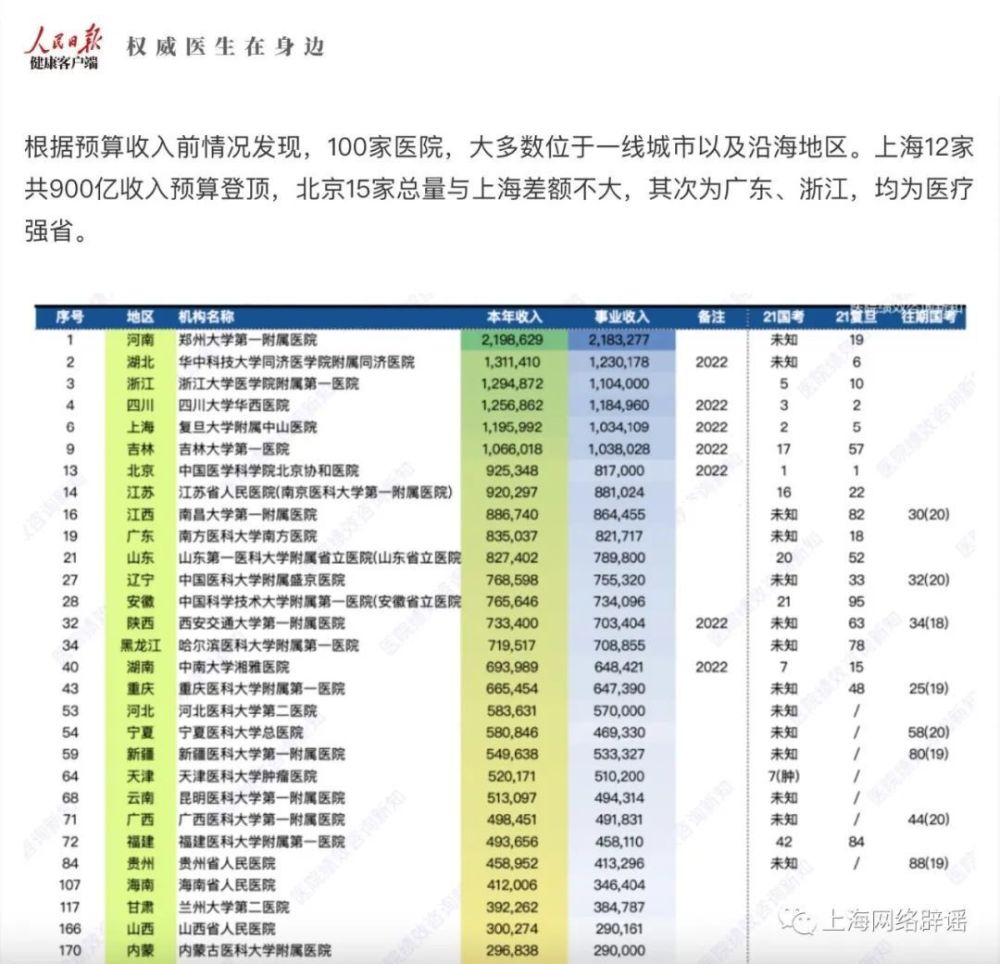 人民日报
健康客户端
权威医生在身边
根据预算收入前情况发现，100家医院，大多数位于一线城市以及沿海地区。上海12家
共900亿收入预算登顶，北京15家总量与上海差额不大，其次为广东、浙江，均为医疗
强省。
序号 地区 机构名称 本年收入 事业收入 备注 21国考 21复旦 往期国考
1 河南 郑州大学第一附属医院 2,198,629 2,183,277 未知 19
2 湖北 华中科技大学同济医学院附属同济医院 1,311,410 1,230,178 2022 未知 6
3 浙江 浙江大学医学院附属第一医院 1,294,872 1,104,000 5 10
4 四川 四川大学华西医院 1,256,862 1,184,960 2022 3 2
6 上海 复旦大学附属中山医院 1,195,992 1,034,109 2022 2 5
9 吉林 吉林大学第一医院 1,066,018 1,038,028 2022 17 57
13 北京 中国医学科学院北京协和医院 925,348 817,000 2022 1 1
14 江苏 江苏省人民医院(南京医科大学第一附属医院) 920,297 881,024 16 22
16 江西 南昌大学第一附属医院 886,740 864,455 未知 82 30(20)
19 广东 南方医科大学南方医院 835,037 821,717 未知 18
21 山东 山东第一医科大学附属省立医院(山东省立医院 827,402 789,800 20 52
27 辽宁 中国医科大学附属盛京医院 768,598 755,320 未知 33 32(20)
28 安徽 中国科学技术大学附属第一医院(安徽省立医院 765,646 734,096 21 95
32 陕西 西安交通大学第一附属医院 733,400 703,404 2022 未知 63 34(18)
34 黑龙江 哈尔滨医科大学附属第一医院 719,517 708,855 未知 78
40 湖南 中南大学湘雅医院 693,989 648,421 2022 7 15
43 重庆 重庆医科大学附属第一医院 665,454 647,390 未知 48 25(19)
53 河北 河北医科大学第二医院 583,631 570,000 未知 /
54 宁夏 宁夏医科大学总医院 580,846 469,330 未知 / 58(20)
59 新疆 新疆医科大学第一附属医院 549,638 533,327 未知 / 80(19)
64 天津 天津医科大学肿瘤医院 520,171 510,200 7(肿) /
68 云南 昆明医科大学第一附属医院 513,097 494,314 未知 /
71 广西 广西医科大学第一附属医院 498,451 491,831 未知 / 44(20)
72 福建 福建医科大学附属第一医院 493,656 458,110 42 84
84 贵州 贵州省人民医院 458,952 413,296 未知 / 88(19)
107 海南 海南省人民医院 412,006 346,404
117 甘肃 兰州大学第二医院 392,262 384,787
166 山西 山西省人民医院 300,274 290,161
170 内蒙 内蒙古医科大学附属医院 296,838 290,000
上海网络辟谣
医院绩效咨询新知